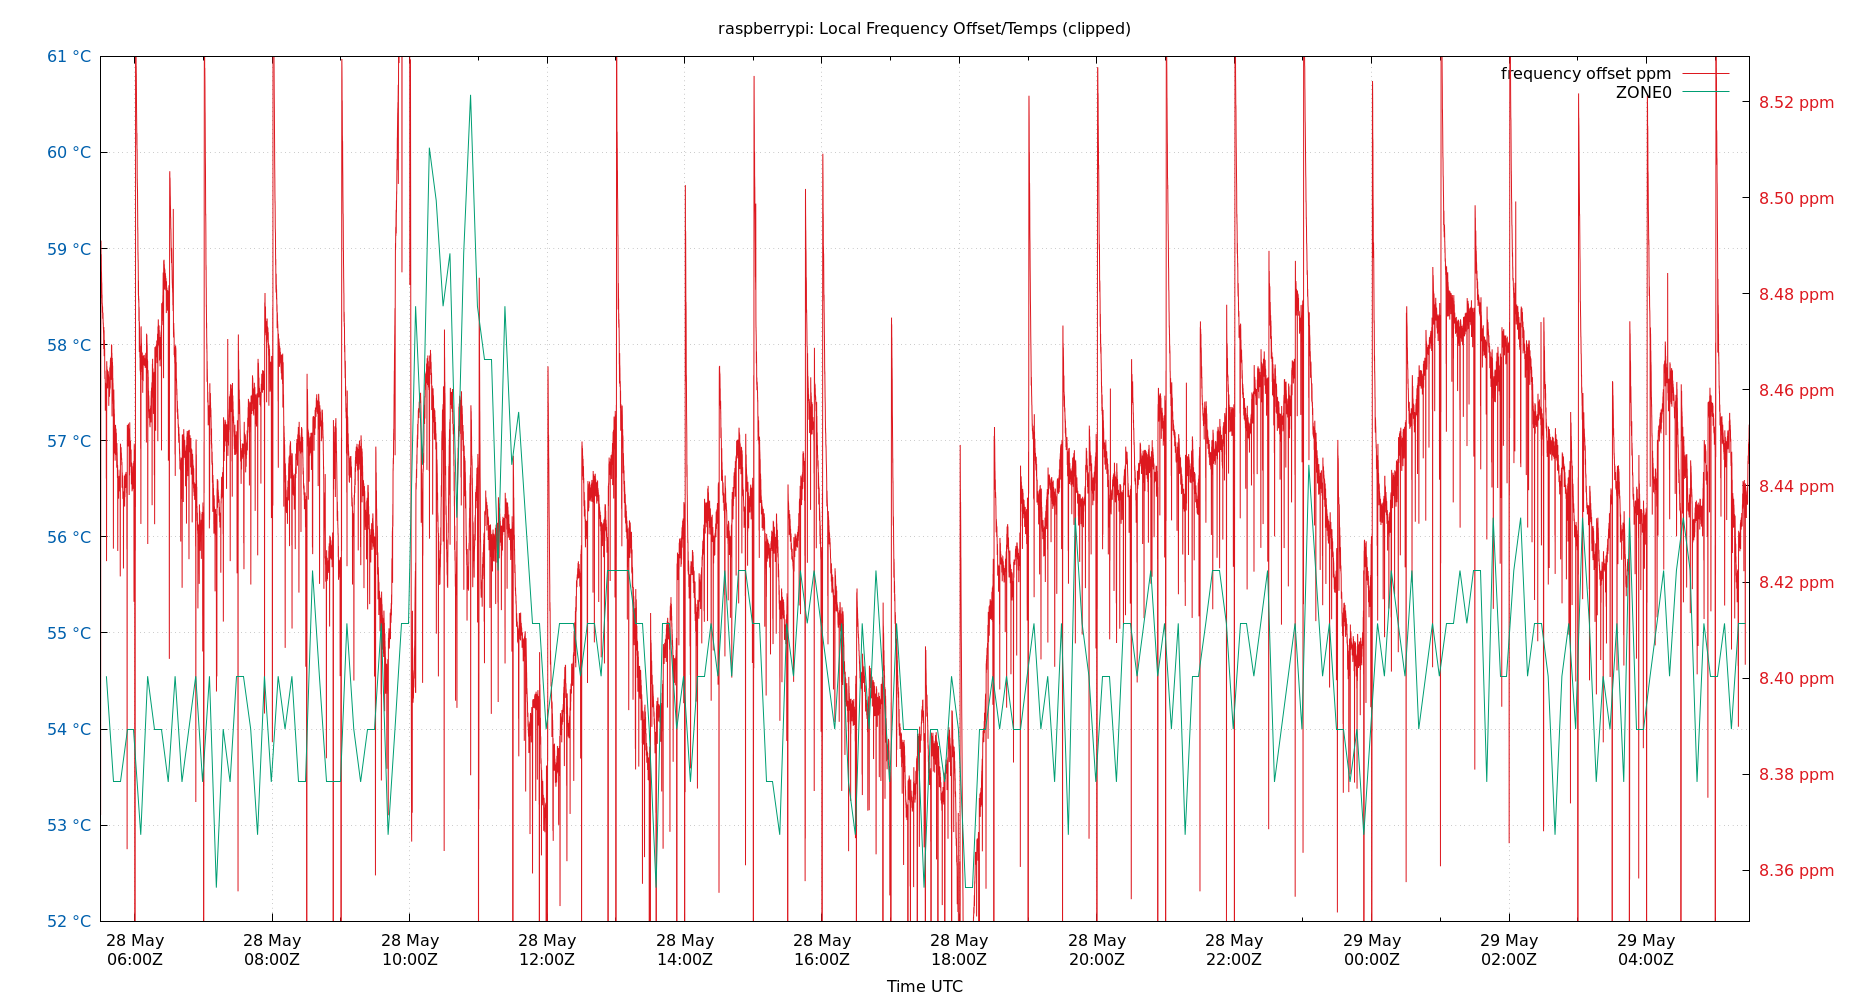 raspberrypi: Local Frequency Offset/Temps (clipped)
frequency offset ppm
ZONE0
61 °C
60 °C
59 °C
58 °C
57 °C
56 °C
55 °C
54 °C
53 °C
52 °C
8.52 ppm
8.50 ppm
8.48 ppm
8.46 ppm
8.44 ppm
8.42 ppm
8.40 ppm
8.38 ppm
8.36 ppm
28 May 28 May 28 May 28 May 28 May 28 May 28 May 28 May 28 May 29 May 29 May 29 May
06:00Z 08:00Z 10:00Z 12:00Z 14:00Z 16:00Z 18:00Z 20:00Z 22:00Z 00:00Z 02:00Z 04:00Z
Time UTC